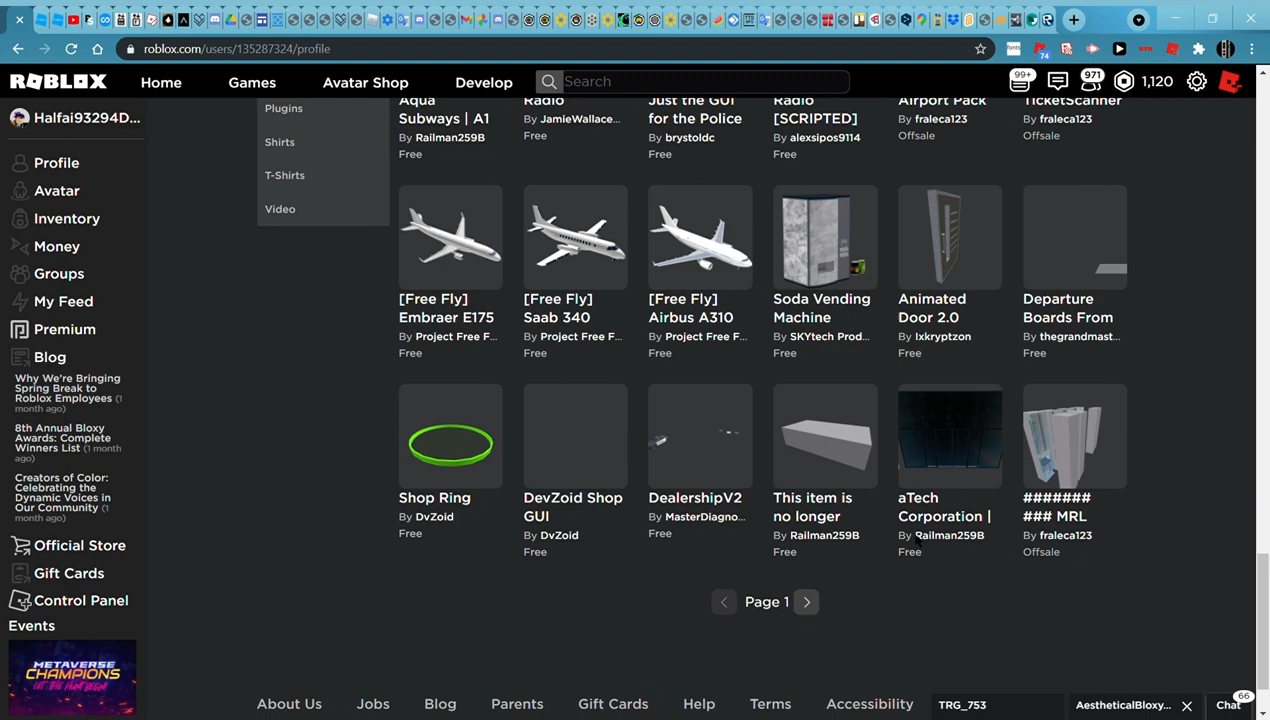 roblox.com/users/135287324/profile
fonts
74
ROBLOX
Home
Games
Avatar Shop
Develop
Search
99+
971
1,120
Halfai93294D...
Profile
Avatar
Inventory
Money
Groups
My Feed
Premium
Blog
Why We're Bringing
Spring Break to
Roblox Employees (1
month ago)
8th Annual Bloxy
Awards: Complete
Winners List (1 month
ago)
Creators of Color:
Celebrating the
Dynamic Voices in
Our Community (1
month ago)
Official Store
Gift Cards
Control Panel
Events
METAVERSE
CHAMPIONS
LET THE HUNT BEGIN
Plugins
Shirts
T-Shirts
Video
Aqua
Subways | A1
By Railman259B
Free
Radio
By JamieWallace...
Free
Just the GUI
for the Police
By brystoldc
Free
Radio
[SCRIPTED]
By alexsipos9114
Free
Airport Pack
By fraleca123
Offsale
TicketScanner
By fraleca123
Offsale
[Free Fly]
Embraer E175
By Project Free F...
Free
[Free Fly]
Saab 340
By Project Free F...
Free
[Free Fly]
Airbus A310
By Project Free F...
Free
Soda Vending
Machine
By SKYtech Prod...
Free
Animated
Door 2.0
By Ixkryptzon
Free
Departure
Boards From
By thegrandmast...
Free
Shop Ring
By DvZoid
Free
DevZoid Shop
GUI
By DvZoid
Free
DealershipV2
By MasterDiagno...
Free
This item is
no longer
By Railman259B
Free
aTech
Corporation |
By Railman259B
Free
#######
### MRL
By fraleca123
Offsale
Page 1
About Us
Jobs
Blog
Parents
Gift Cards
Help
Terms
Accessibility
TRG_753
AestheticalBloxy...
Chat
66